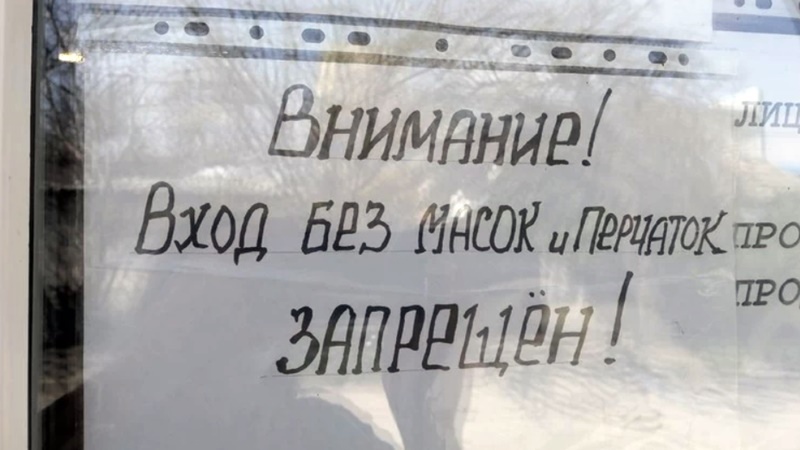 Внимание!
Вход без масок и перчаток
запрещён!